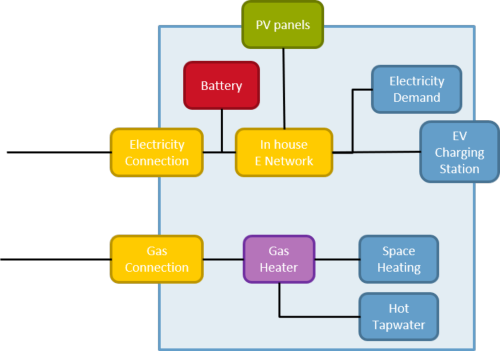 PV panels
Battery
Electricity
Demand
Electricity
Connection
In house
E Network
EV
Charging
Station
Gas
Connection
Gas
Heater
Space
Heating
Hot
Tapwater